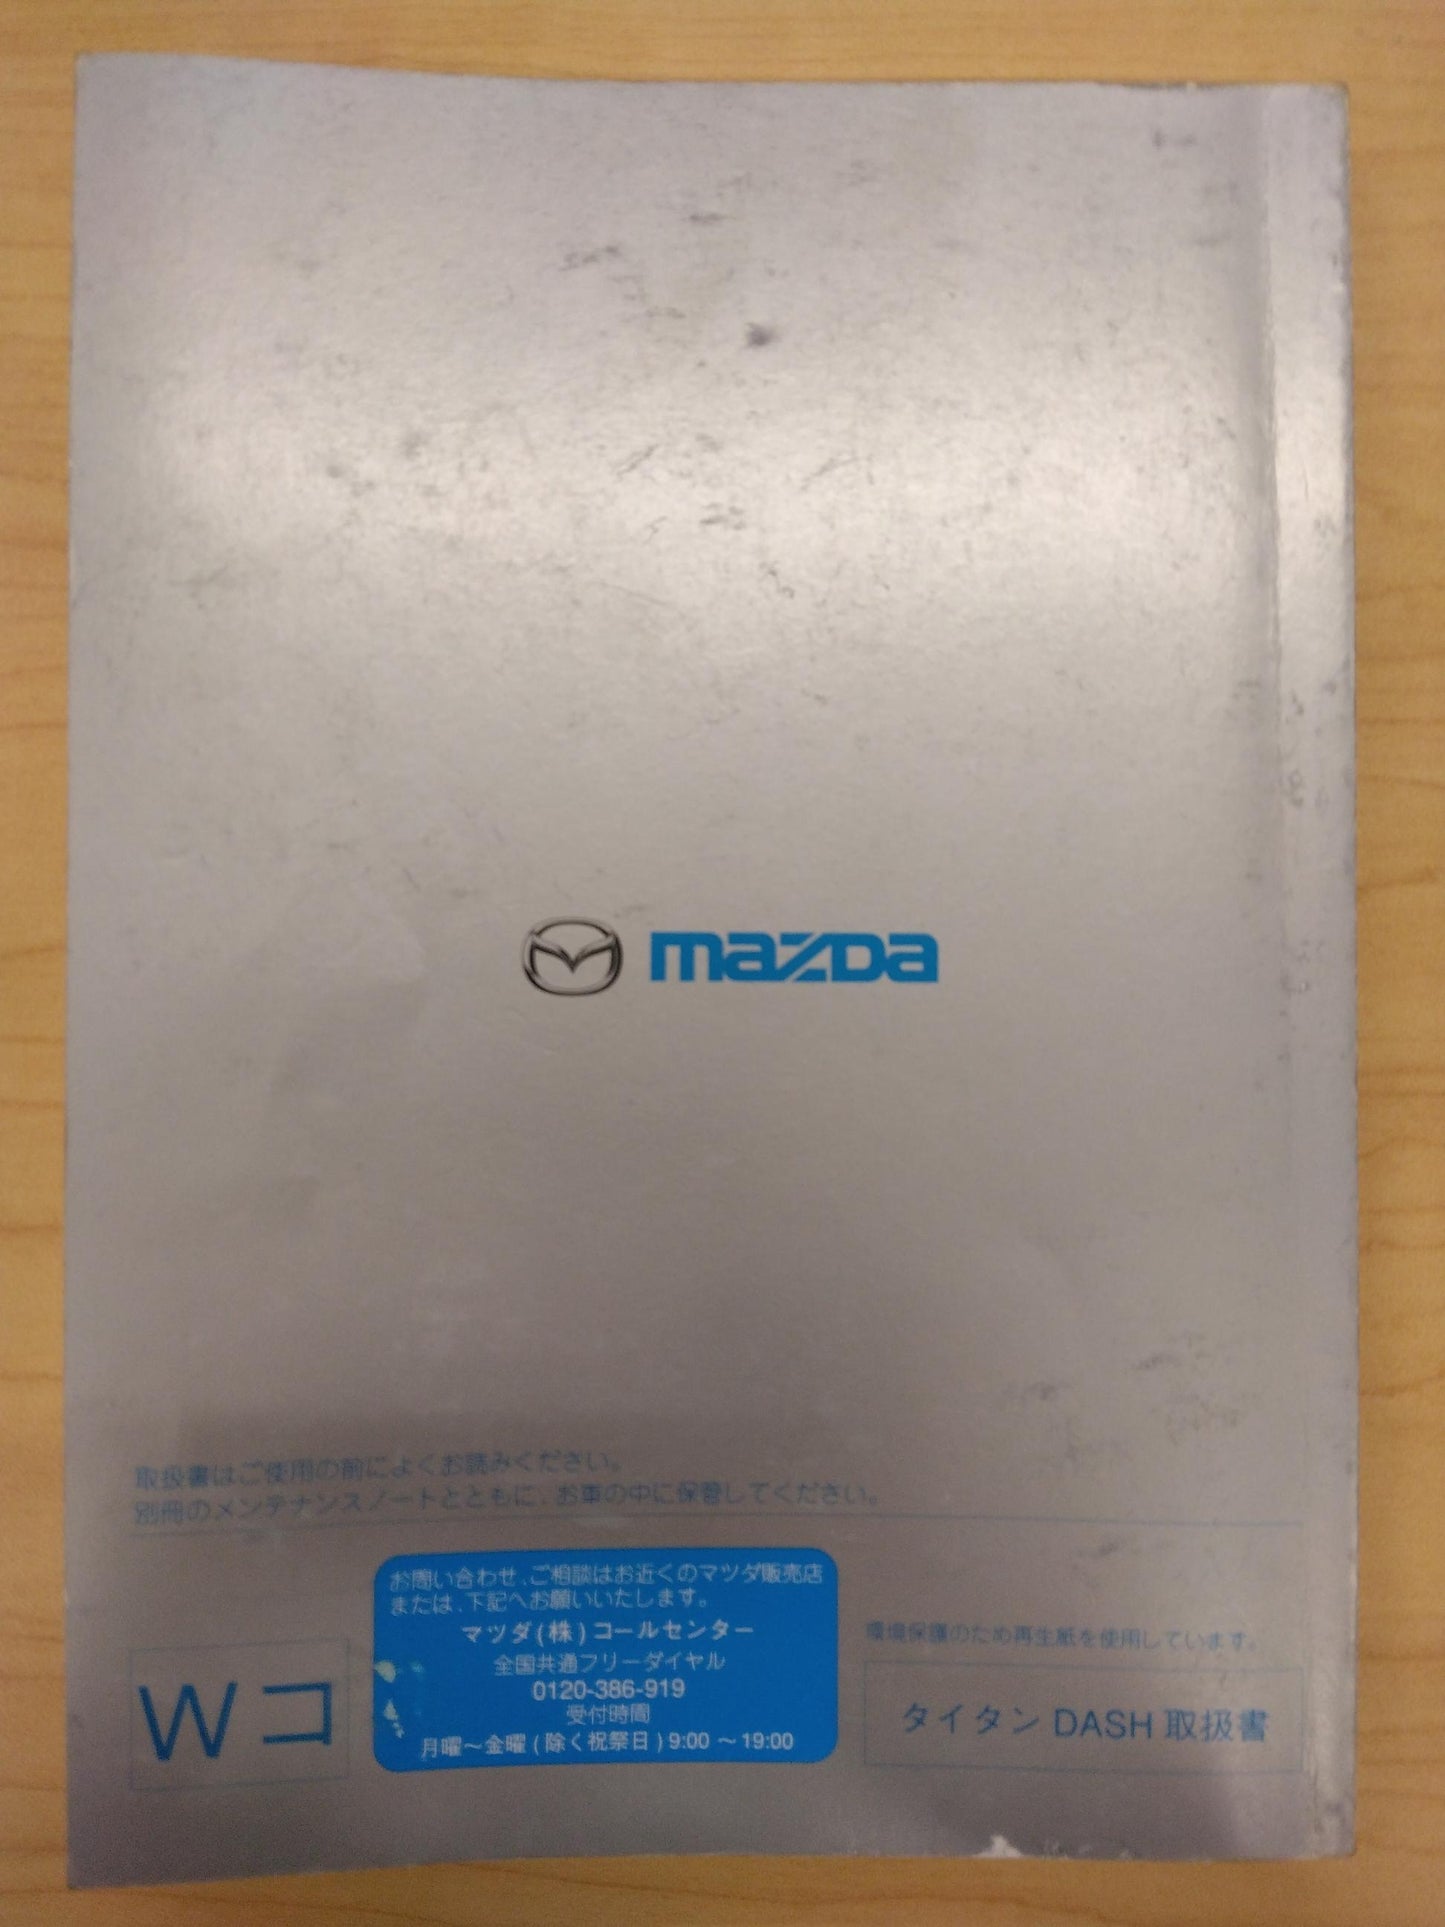 mazda
取扱書はご使用の前によくお読みください。
別冊のメンテナンスノートとともに、お車の中に保管してください。
お問い合わせ、ご相談はお近くのマツダ販売店
または、下記へお願いいたします。
マツダ(株)コールセンター
全国共通フリーダイヤル
0120-386-919
受付時間
月曜～金曜(除く祝祭日)9:00 ～19:00
Wコ
環境保護のため再生紙を使用しています。
タイタン DASH 取扱書